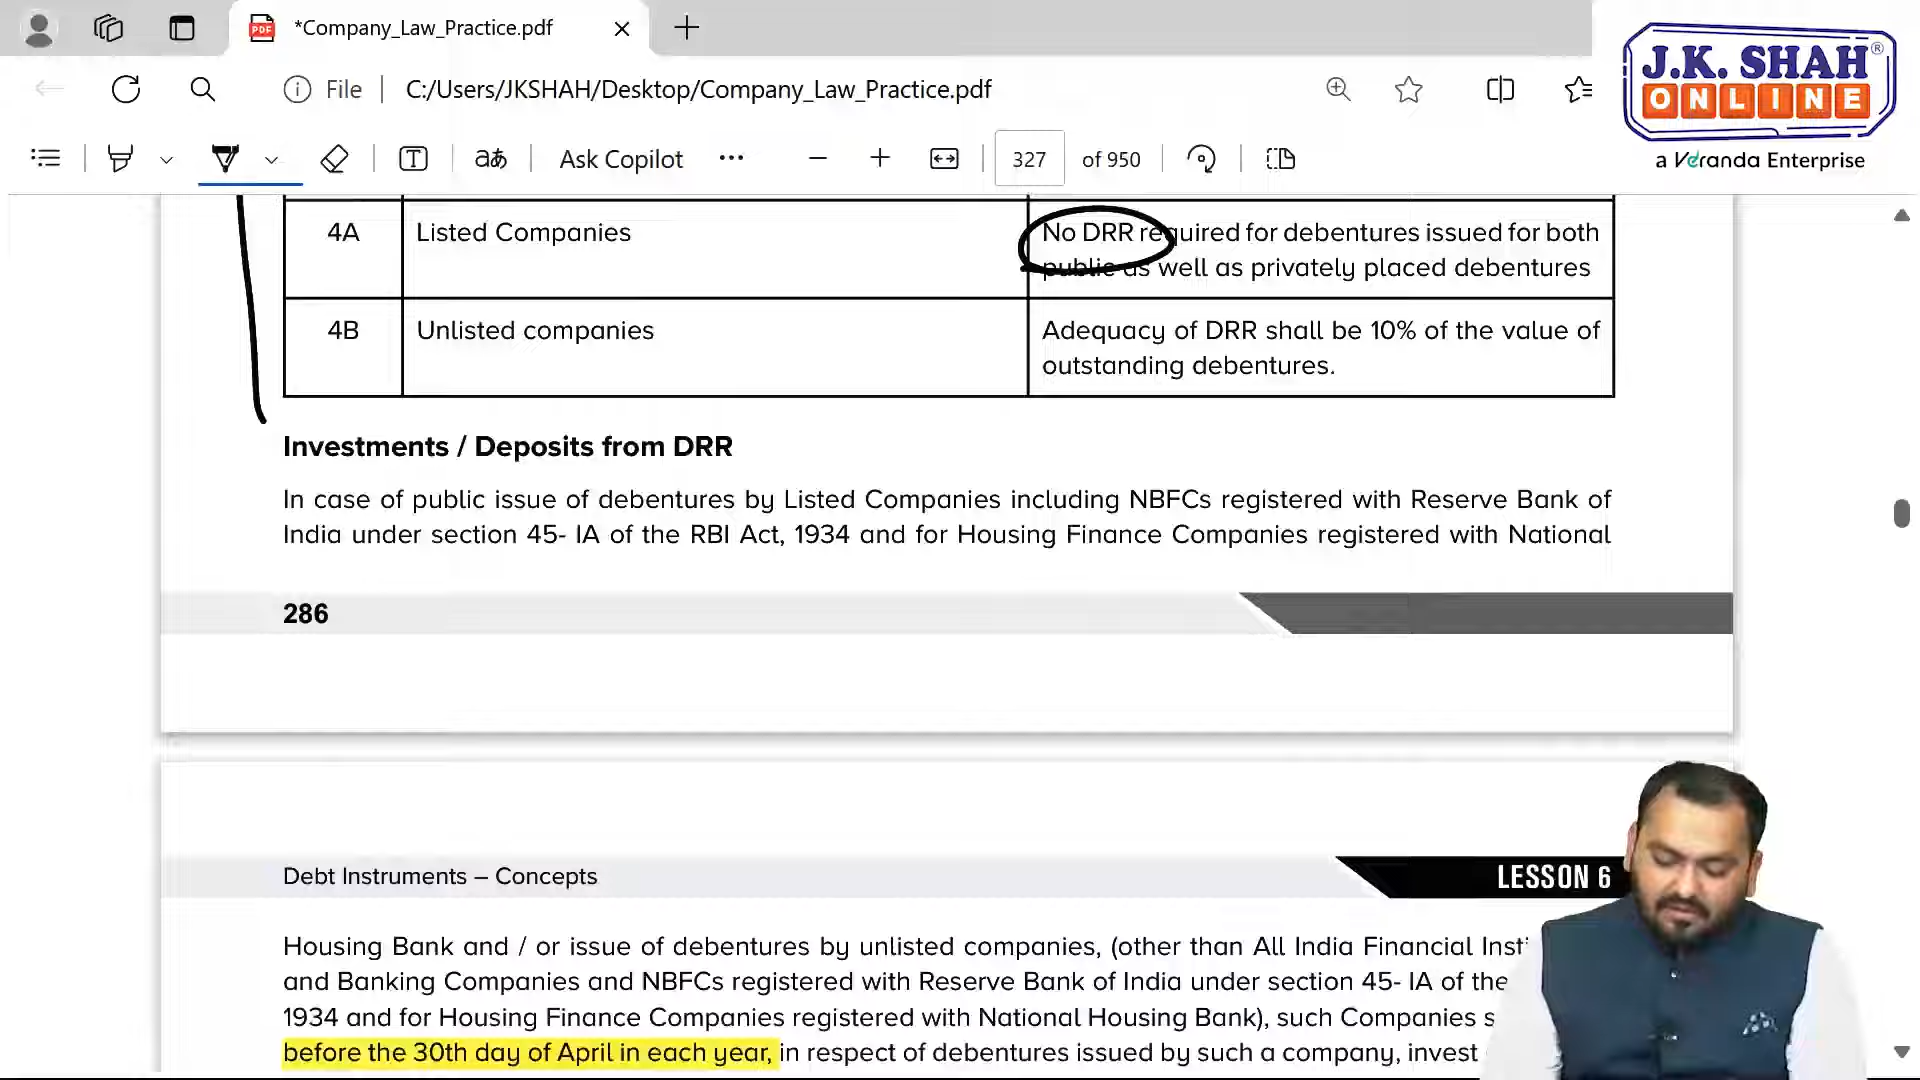 *Company_Law_Practice.pdf
File
C:/Users/JKSHAH/Desktop/Company_Law_Practice.pdf
J.K. SHAH®
ONLINE
a Veranda Enterprise
Ask Copilot
327 of 950
4A Listed Companies No DRR required for debentures issued for both
public as well as privately placed debentures
4B Unlisted companies Adequacy of DRR shall be 10% of the value of
outstanding debentures.
Investments / Deposits from DRR
In case of public issue of debentures by Listed Companies including NBFCs registered with Reserve Bank of
India under section 45- IA of the RBI Act, 1934 and for Housing Finance Companies registered with National
286
Debt Instruments – Concepts LESSON 6
Housing Bank and / or issue of debentures by unlisted companies, (other than All India Financial
and Banking Companies and NBFCs registered with Reserve Bank of India under section 45- IA of the
1934 and for Housing Finance Companies registered with National Housing Bank), such Companies
before the 30th day of April in each year, in respect of debentures issued by such a company, invest